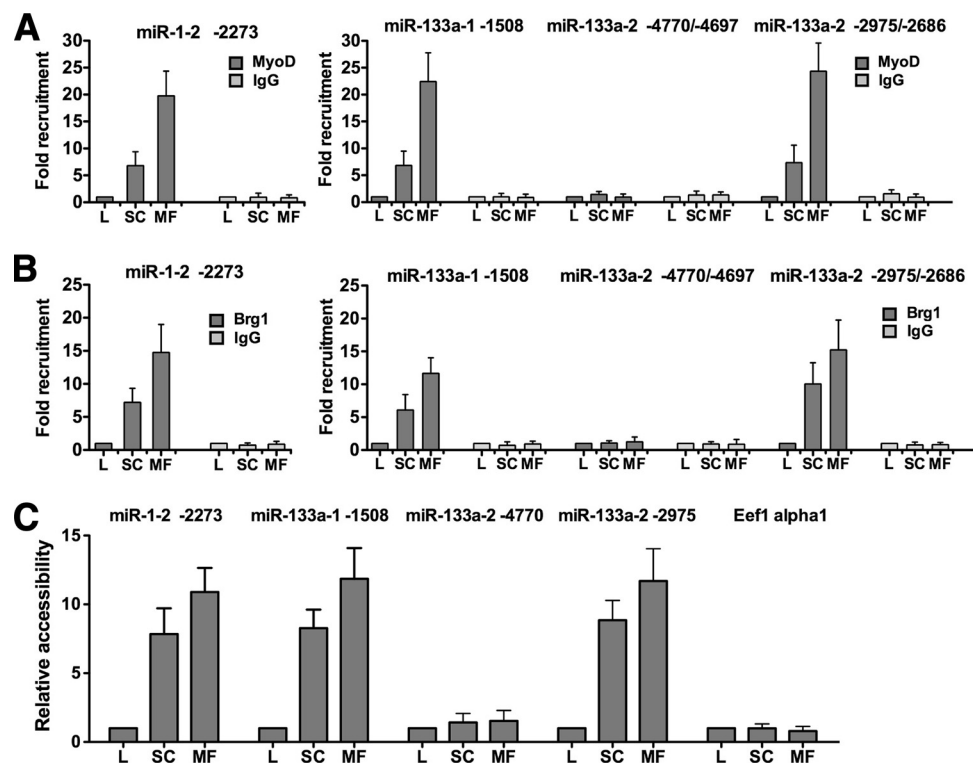 A
miR-1-2 -2273
miR-133a-1 -1508 miR-133a-2 -4770/-4697 miR-133a-2 -2975/-2686
Fold recruitment
30
25
20
15
10
5
0
MyoD
IgG
L SC MF L SC MF
Fold recruitment
30
25
20
15
10
5
0
MyoD
IgG
L SC MF L SC MF L SC MF L SC MF L SC MF L SC MF
B
miR-1-2 -2273
miR-133a-1 -1508 miR-133a-2 -4770/-4697 miR-133a-2 -2975/-2686
Fold recruitment
25
20
15
10
5
0
Brg1
IgG
L SC MF L SC MF
Fold recruitment
25
20
15
10
5
0
Brg1
IgG
L SC MF L SC MF L SC MF L SC MF L SC MF L SC MF
C
miR-1-2 -2273 miR-133a-1 -1508 miR-133a-2 -4770 miR-133a-2 -2975 Eef1 alpha1
Relative accessibility
15
10
5
0
L SC MF L SC MF L SC MF L SC MF L SC MF